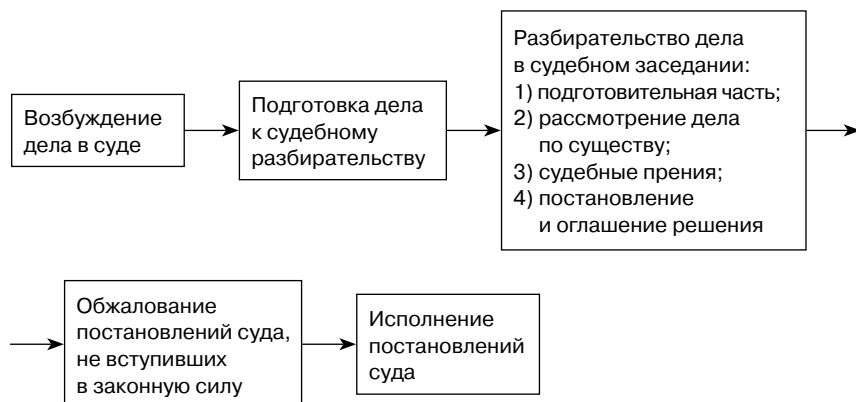 Возбуждение
дела в суде
Подготовка дела
к судебному
разбирательству
Разбирательство дела
в судебном заседании:
1) подготовительная часть;
2) рассмотрение дела
по существу;
3) судебные прения;
4) постановление
и оглашение решения
Обжалование
постановлений суда,
не вступивших
в законную силу
Исполнение
постановлений
суда